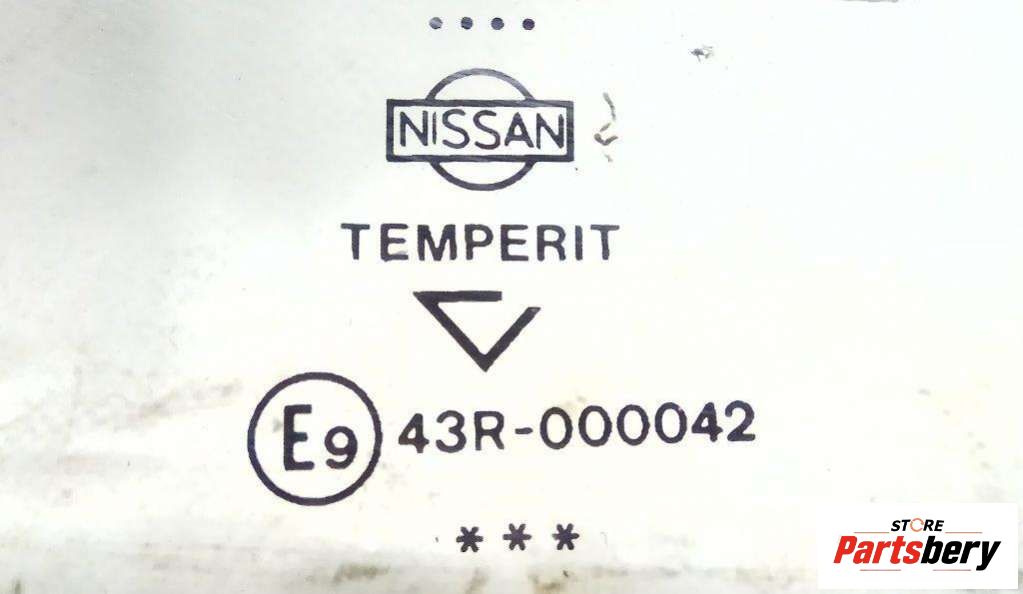 NISSAN
TEMPERIT
E9 43R-000042
***
STORE
Partsbery